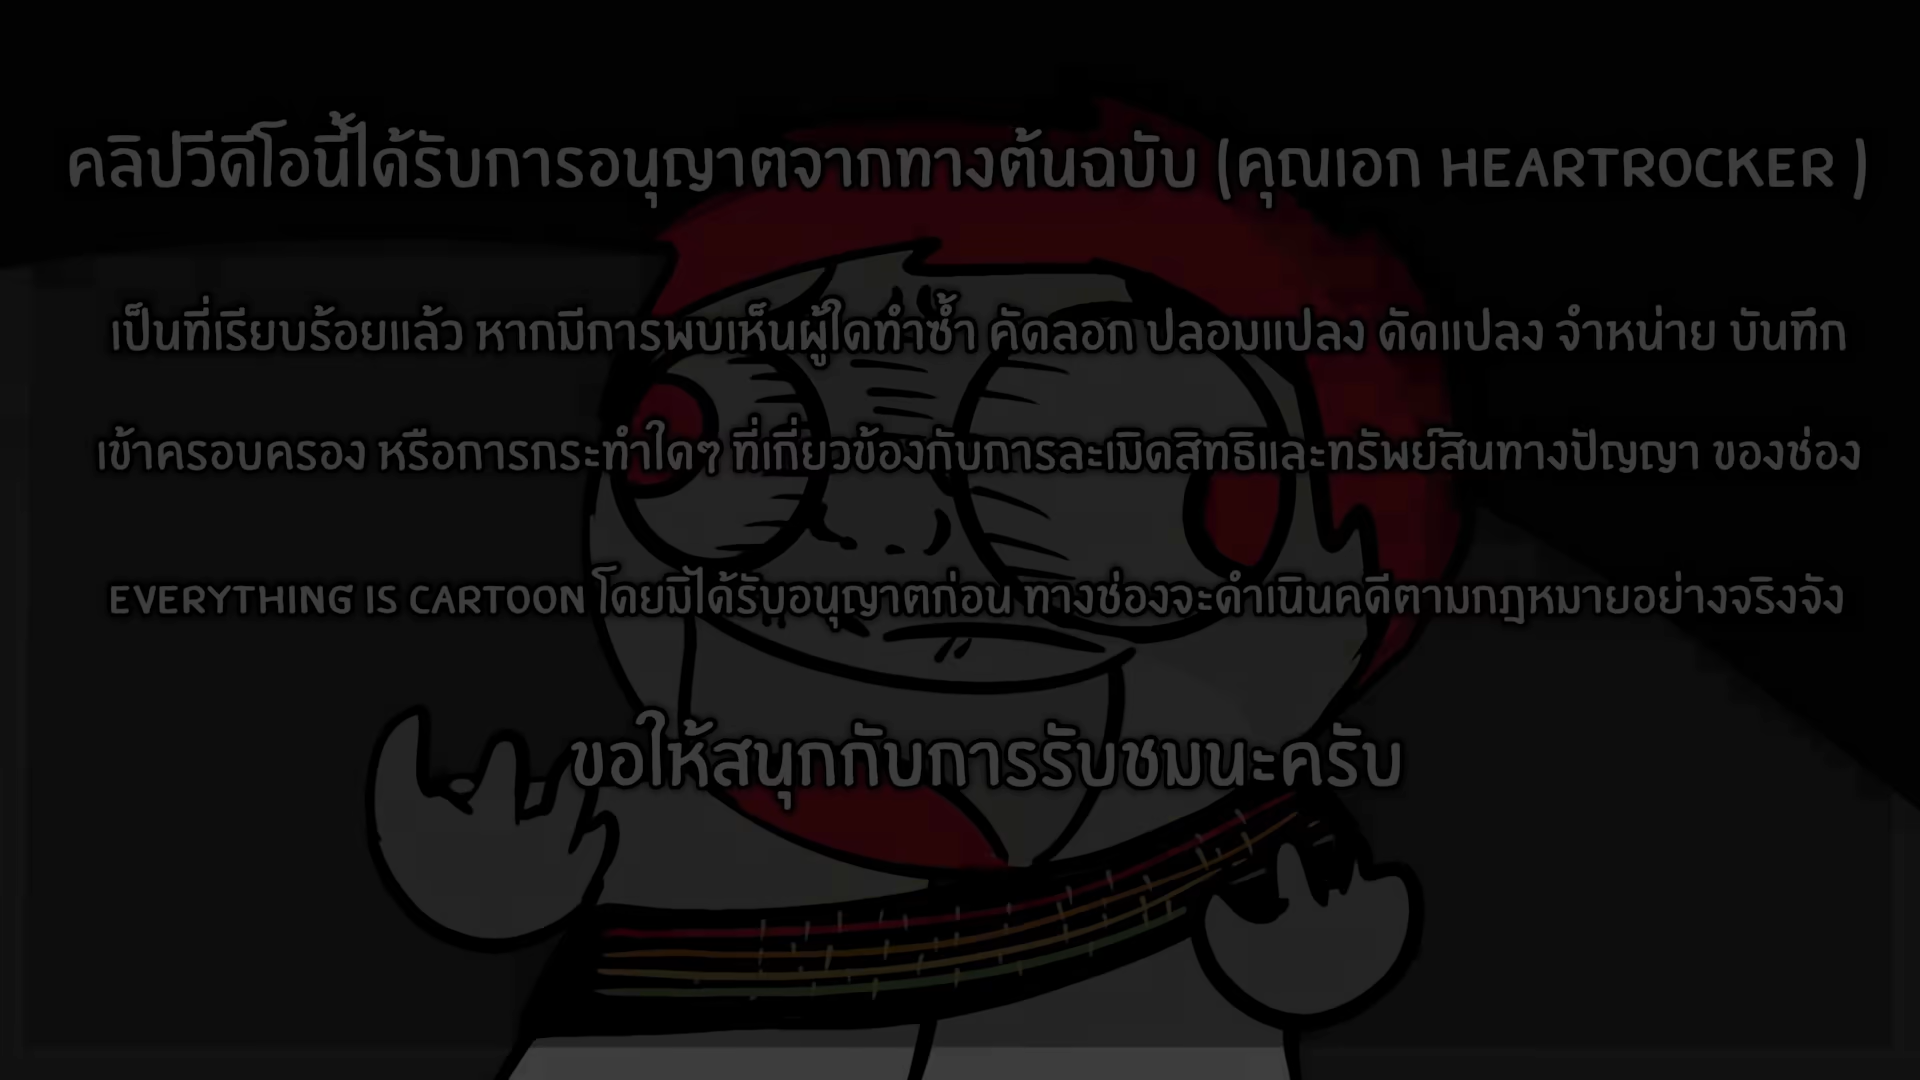 คลิปวีดีโอนี้ได้รับการอนุญาตจากทางต้นฉบับ (คุณเอก HEARTROCKER )
เป็นที่เรียบร้อยแล้ว หากมีการพบเห็นผู้ใดทำซ้ำ คัดลอก ปลอมแปลง ดัดแปลง จำหน่าย บันทึก
เข้าครอบครอง หรือการกระทำใดๆ ที่เกี่ยวข้องกับการละเมิดสิทธิและทรัพย์สินทางปัญญา ของช่อง
EVERYTHING IS CARTOON โดยมิได้รับอนุญาตก่อน ทางช่องจะดำเนินคดีตามกฎหมายอย่างจริงจัง
ขอให้สนุกกับการรับชมนะครับ